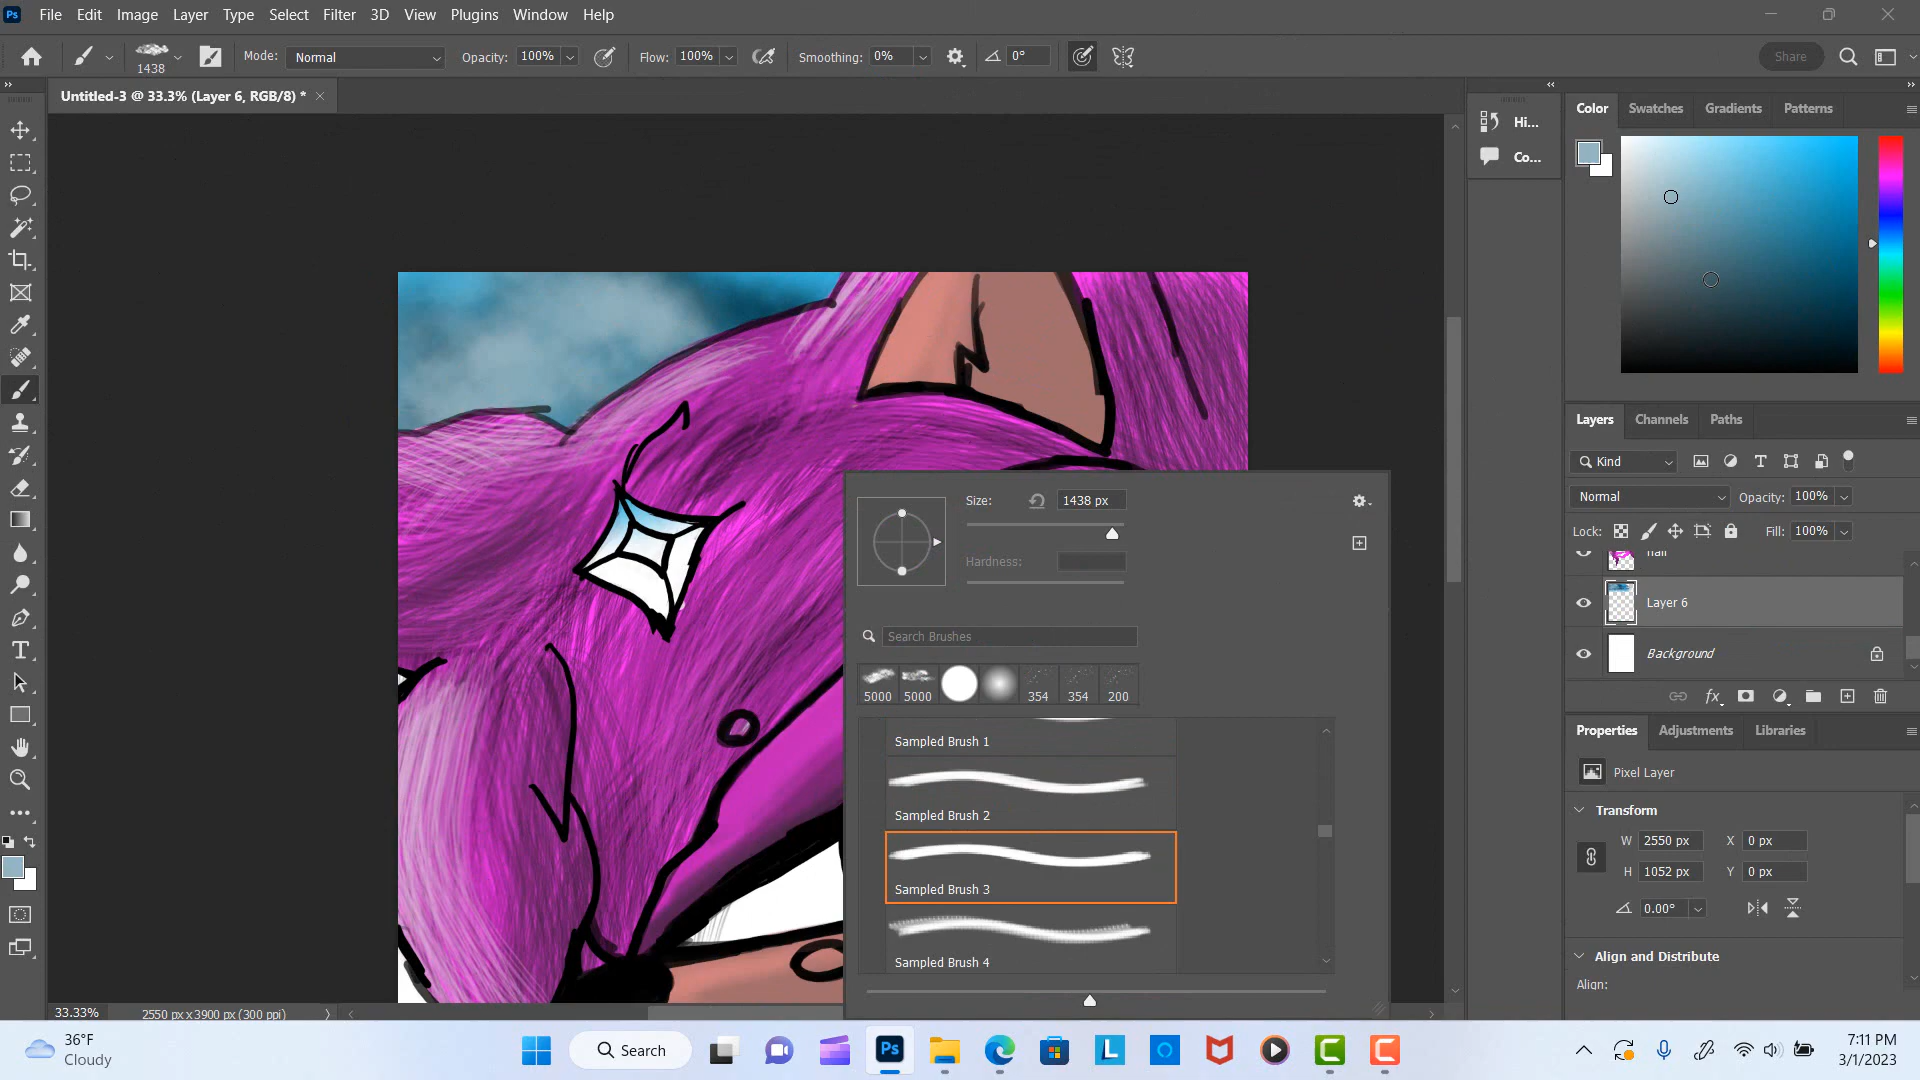 Ps File Edit Image Layer Type Select Filter 3D View Plugins Window Help
1438 Mode: Normal Opacity: 100% Flow: 100% Smoothing: 0% 0° Share
Untitled-3 @ 33.3% (Layer 6, RGB/8) *
Hi...
Co...
Color Swatches Gradients Patterns
Layers Channels Paths
Kind
Normal Opacity: 100%
Lock: Fill: 100%
hair
Layer 6
Background
fx
Properties Adjustments Libraries
Pixel Layer
Transform
W 2550 px X 0 px
H 1052 px Y 0 px
0.00°
Align and Distribute
Align:
Size: 1438 px
Hardness:
Search Brushes
5000 5000 354 354 200
Sampled Brush 1
Sampled Brush 2
Sampled Brush 3
Sampled Brush 4
33.33% 2550 px x 3900 px (300 ppi)
36°F
Cloudy
Search
Ps
L
7:11 PM
3/1/2023